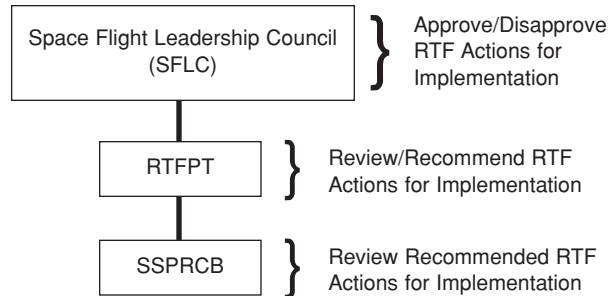 Space Flight Leadership Council
(SFLC)
Approve/Disapprove
RTF Actions for
Implementation
RTFPT
Review/Recommend RTF
Actions for Implementation
SSPRCB
Review Recommended RTF
Actions for Implementation